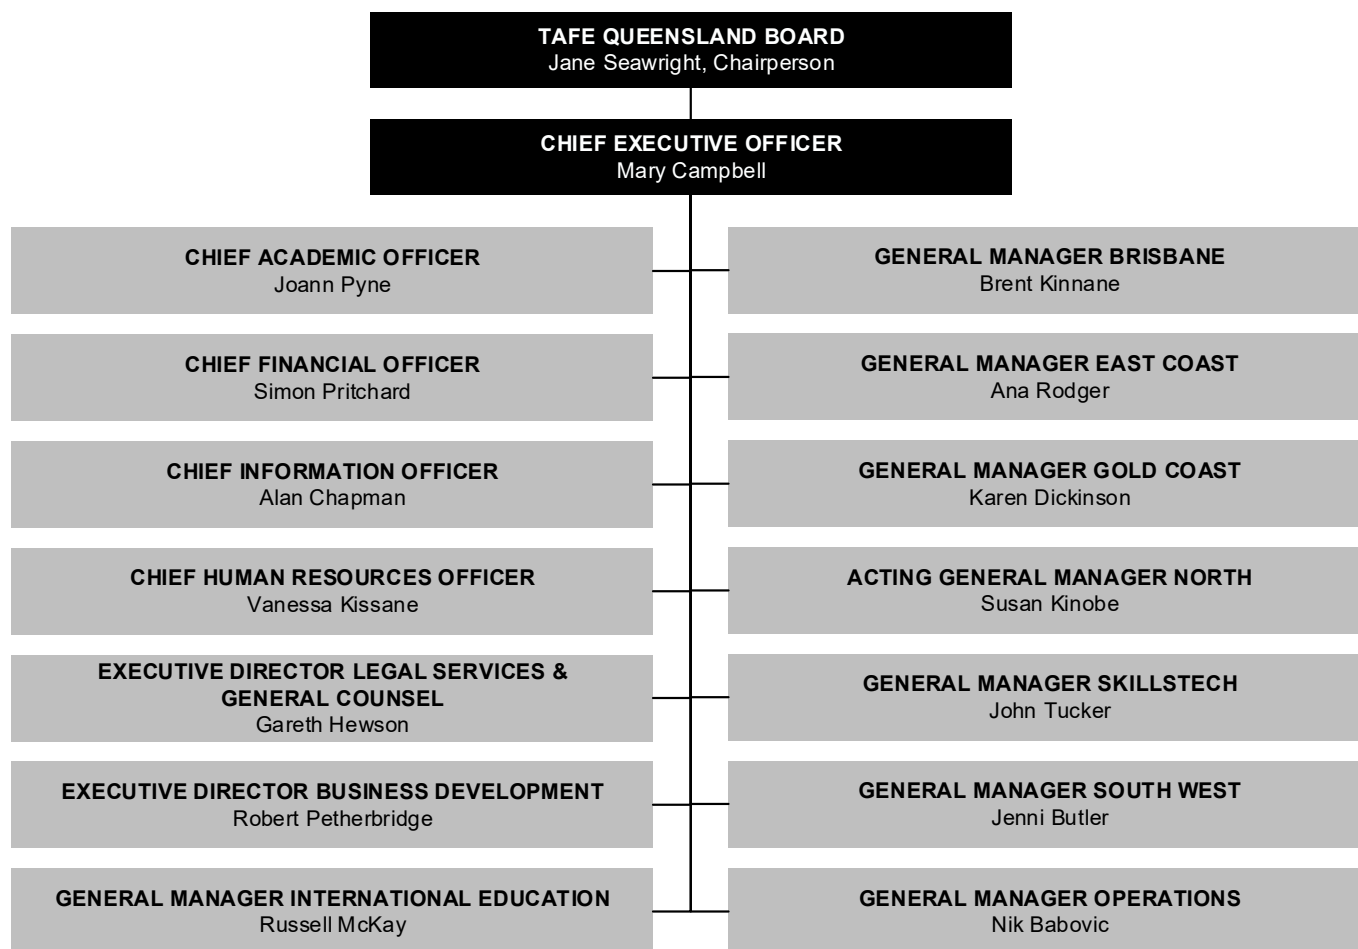 TAFE QUEENSLAND BOARD
Jane Seawright, Chairperson
CHIEF EXECUTIVE OFFICER
Mary Campbell
CHIEF ACADEMIC OFFICER
Joann Pyne
CHIEF FINANCIAL OFFICER
Simon Pritchard
CHIEF INFORMATION OFFICER
Alan Chapman
CHIEF HUMAN RESOURCES OFFICER
Vanessa Kissane
EXECUTIVE DIRECTOR LEGAL SERVICES &
GENERAL COUNSEL
Gareth Hewson
EXECUTIVE DIRECTOR BUSINESS DEVELOPMENT
Robert Petherbridge
GENERAL MANAGER INTERNATIONAL EDUCATION
Russell McKay
GENERAL MANAGER BRISBANE
Brent Kinnane
GENERAL MANAGER EAST COAST
Ana Rodger
GENERAL MANAGER GOLD COAST
Karen Dickinson
ACTING GENERAL MANAGER NORTH
Susan Kinobe
GENERAL MANAGER SKILLSTECH
John Tucker
GENERAL MANAGER SOUTH WEST
Jenni Butler
GENERAL MANAGER OPERATIONS
Nik Babovic